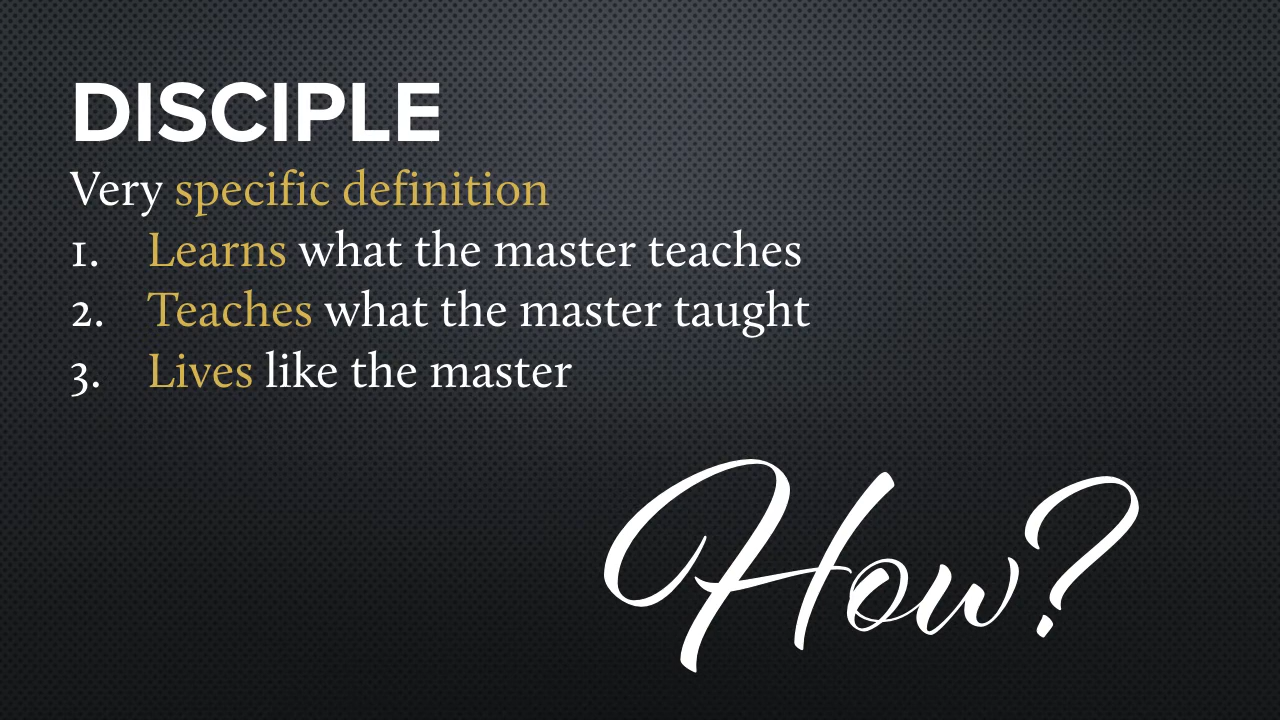 DISCIPLE
Very specific definition
1. Learns what the master teaches
2. Teaches what the master taught
3. Lives like the master
How?